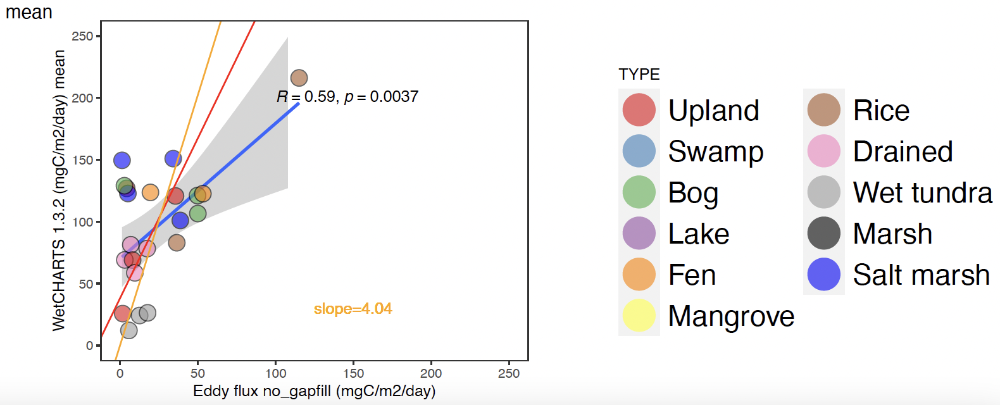 mean
WetCHARTS 1.3.2 (mgC/m2/day) mean
250
200
150
100
50
0
R = 0.59, p = 0.0037
slope=4.04
0 50 100 150 200 250
Eddy flux no_gapfill (mgC/m2/day)
TYPE
Upland
Swamp
Bog
Lake
Fen
Mangrove
Rice
Drained
Wet tundra
Marsh
Salt marsh